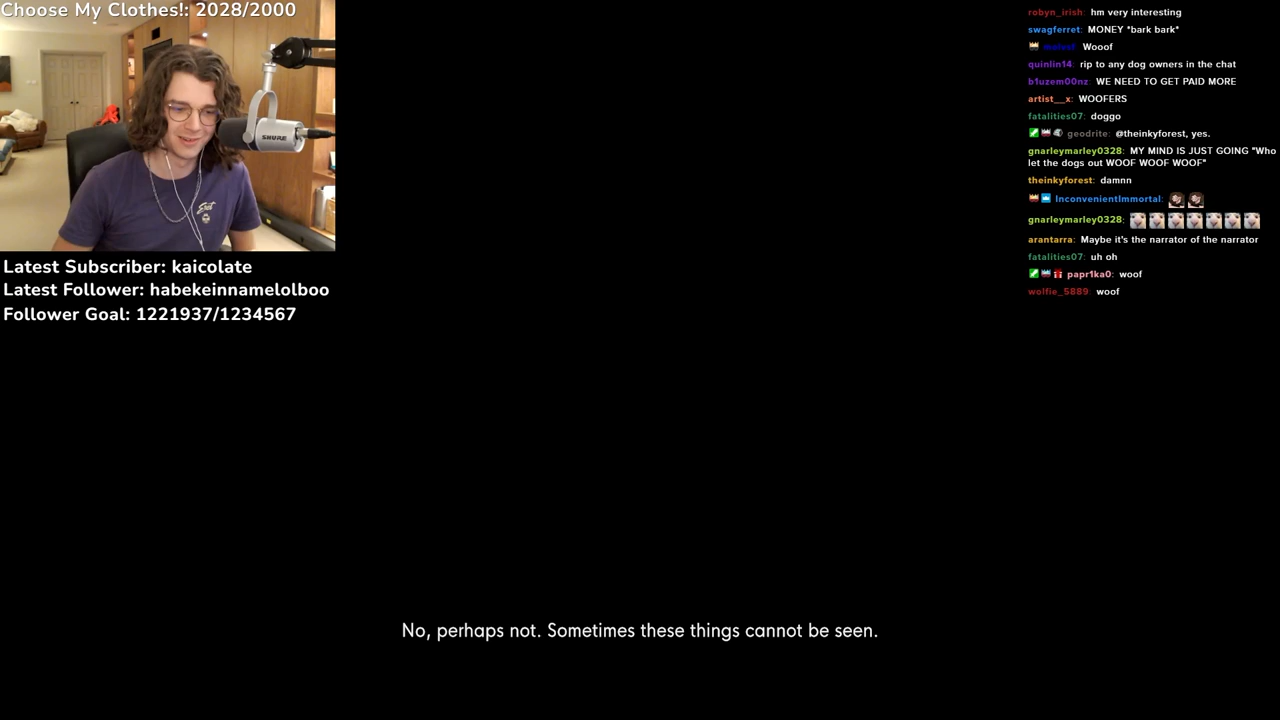 Choose My Clothes!: 2028/2000
SHURE
Latest Subscriber: kaicolate
Latest Follower: habekeinnamelolboo
Follower Goal: 1221937/1234567
robyn_irish: hm very interesting
swagferret: MONEY *bark bark*
Wooof
quinlin14: rip to any dog owners in the chat
b1uzem00nz: WE NEED TO GET PAID MORE
artist__x: WOOFERS
fatalities07: doggo
geodrite: @theinkyforest, yes.
gnarleymarley0328: MY MIND IS JUST GOING "Who
let the dogs out WOOF WOOF WOOF"
theinkyforest: damnn
InconvenientImmortal:
gnarleymarley0328:
arantarra: Maybe it's the narrator of the narrator
fatalities07: uh oh
papr1ka0: woof
wolfie_5889: woof
No, perhaps not. Sometimes these things cannot be seen.